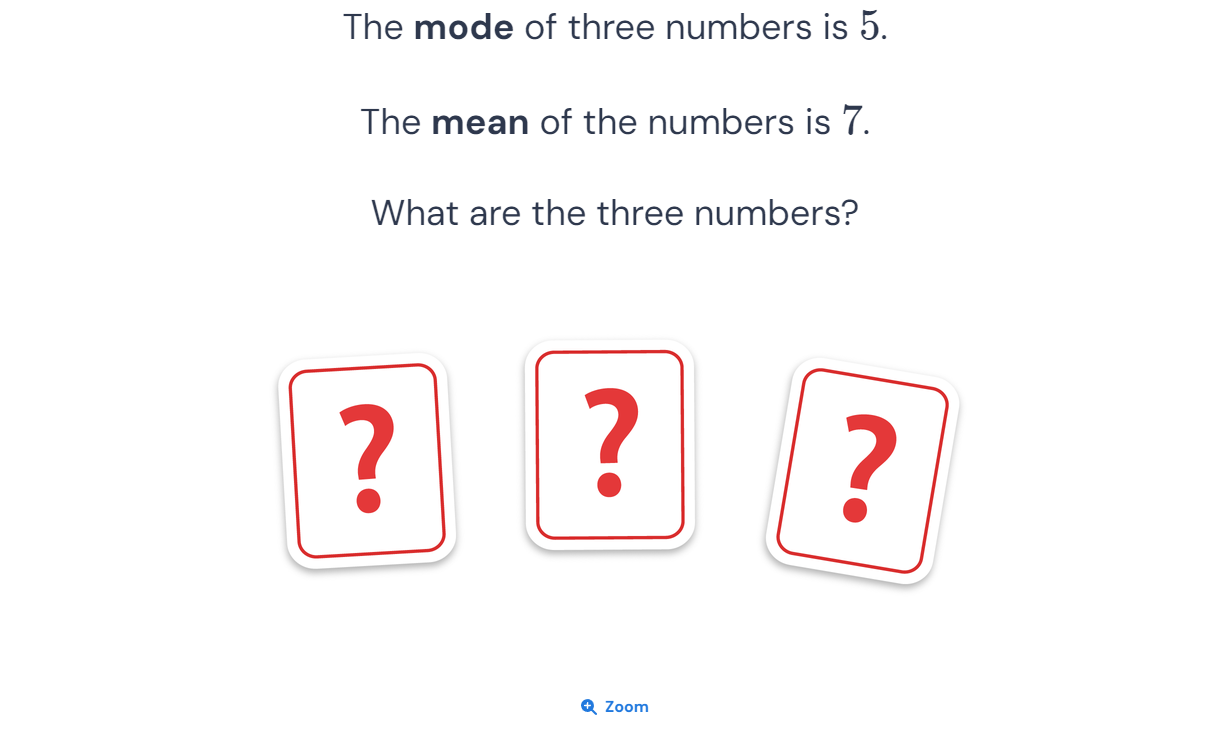 The mode of three numbers is 5.
The mean of the numbers is 7.
What are the three numbers?
? ? ?
Zoom